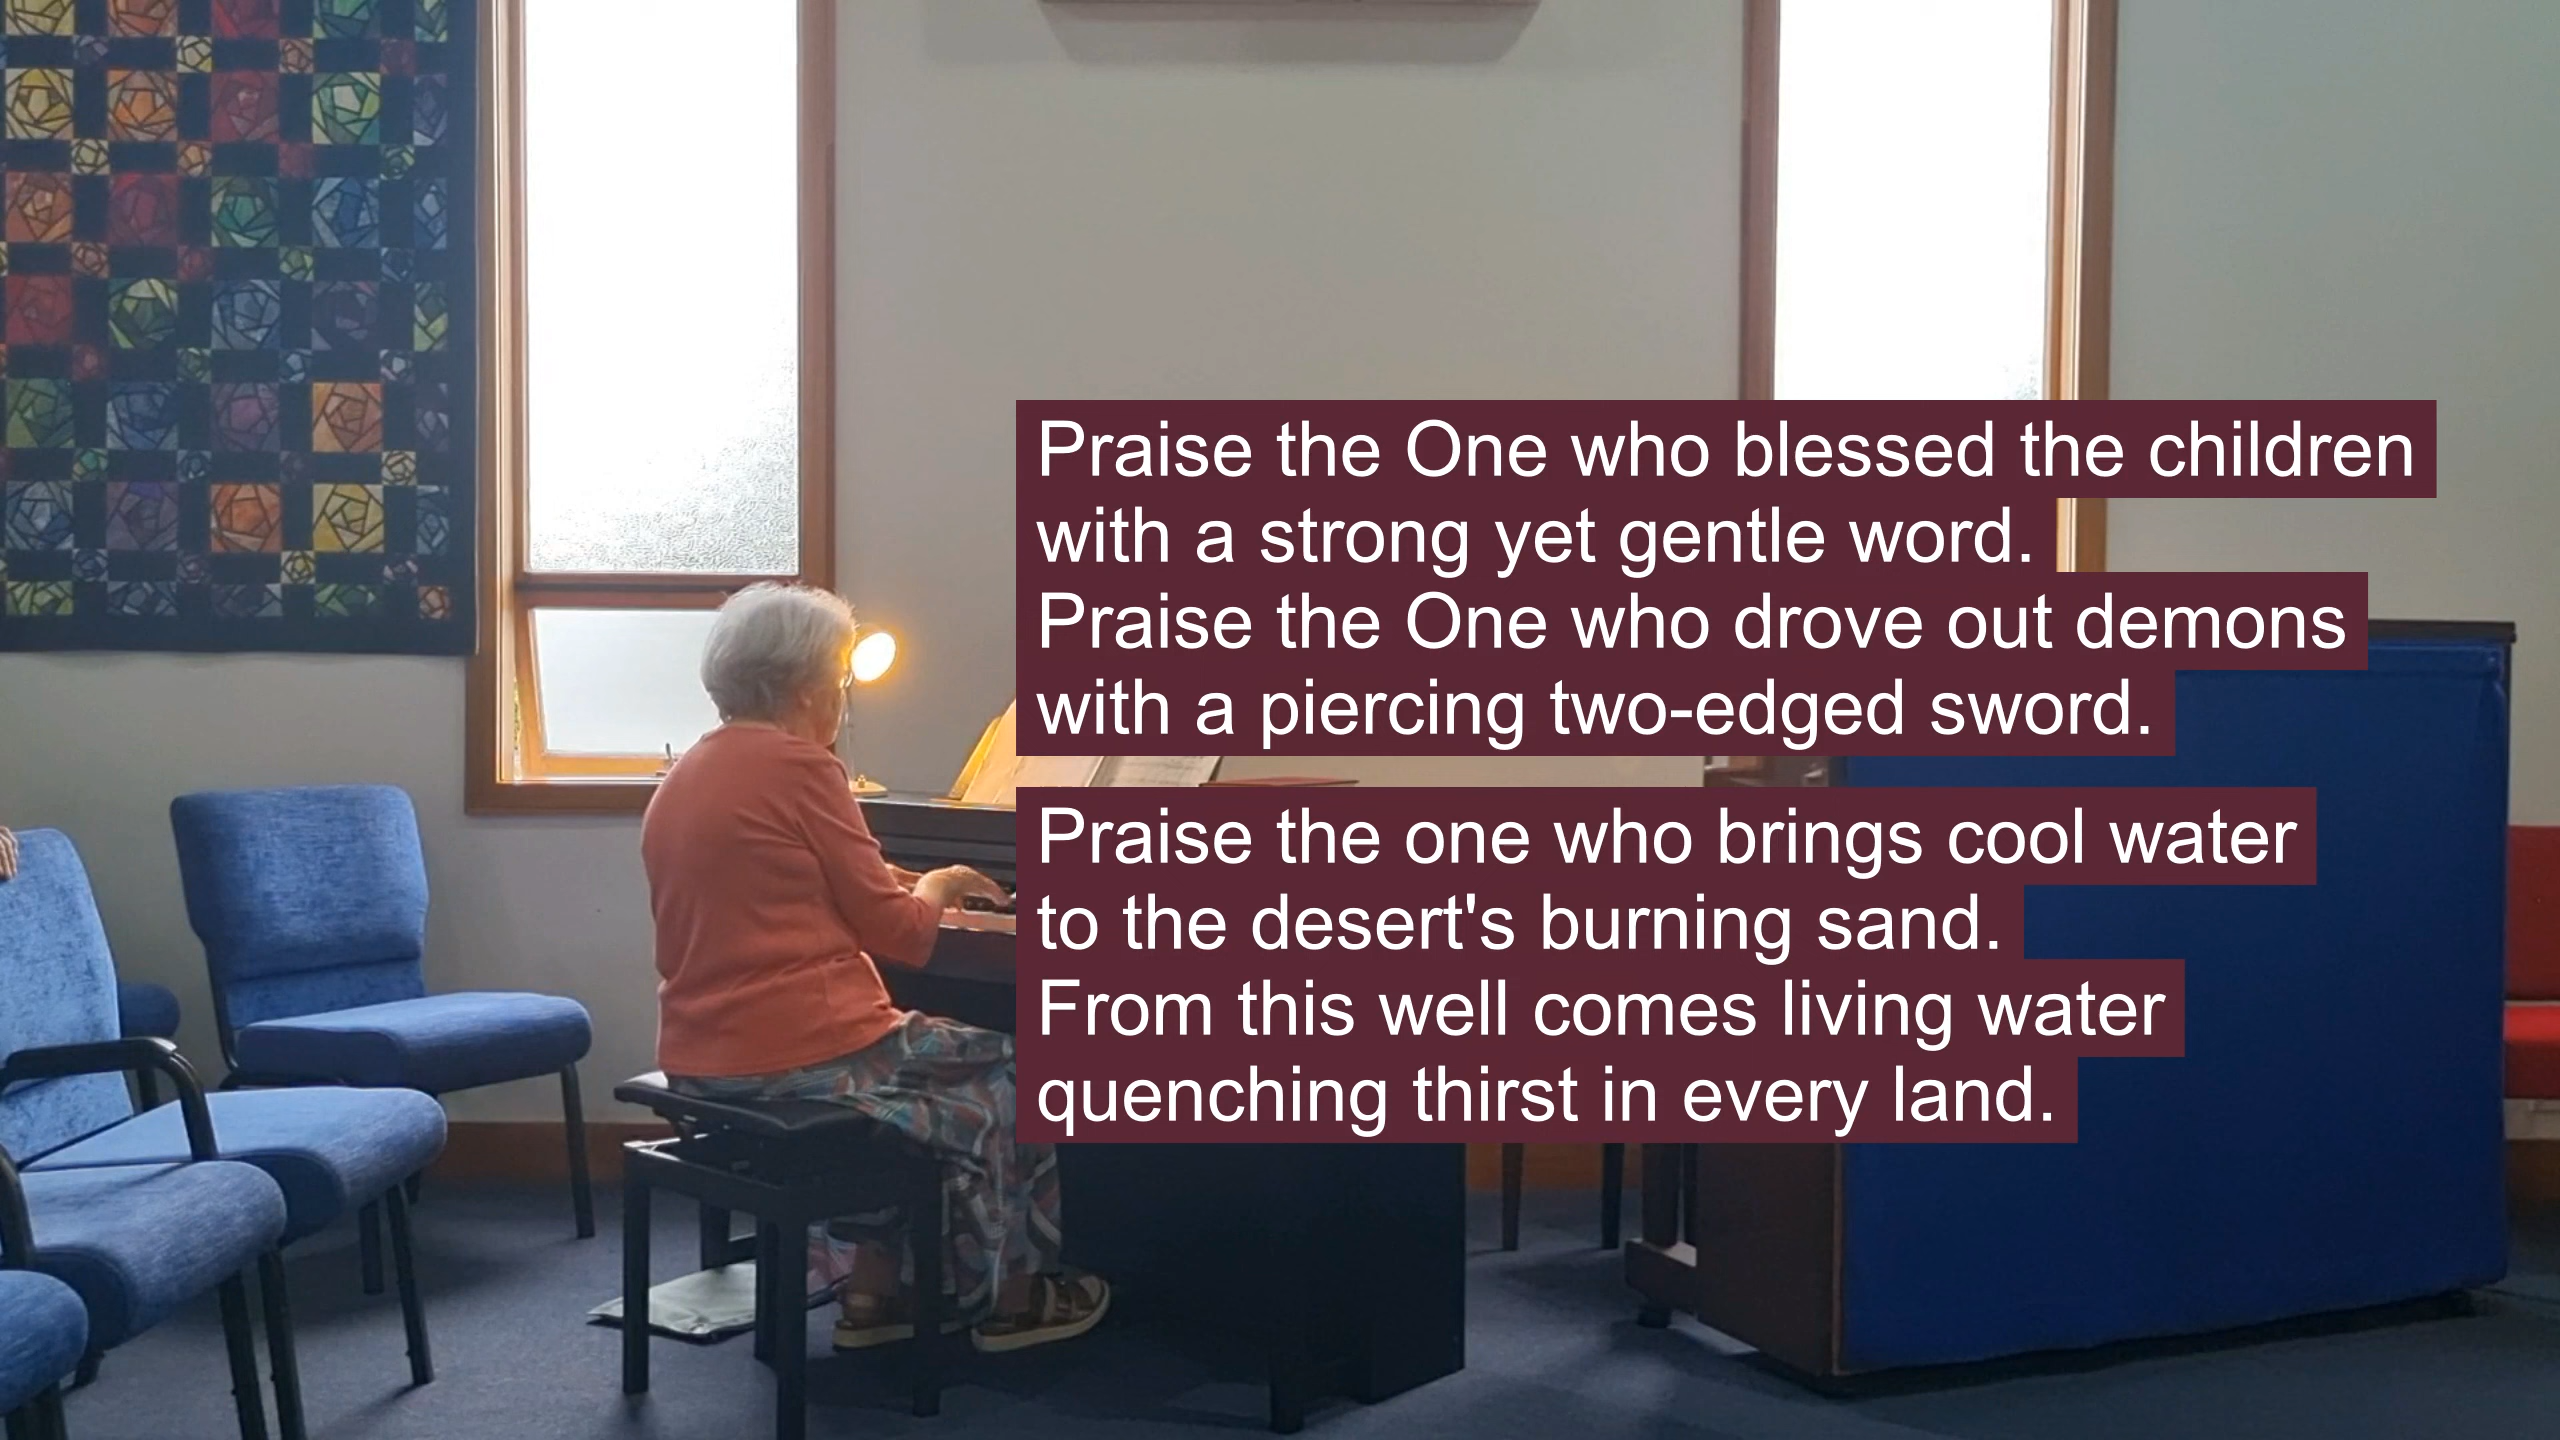 Praise the One who blessed the children
with a strong yet gentle word.
Praise the One who drove out demons
with a piercing two-edged sword.
Praise the one who brings cool water
to the desert's burning sand.
From this well comes living water
quenching thirst in every land.